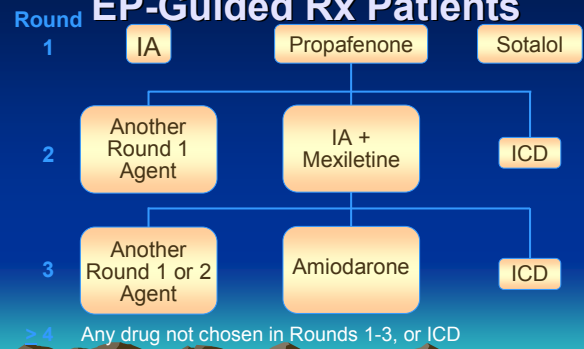 EP-Guided Rx Patients
Round
1
IA
Propafenone
Sotalol
2
Another
Round 1
Agent
IA +
Mexiletine
ICD
3
Another
Round 1 or 2
Agent
Amiodarone
ICD
> 4 Any drug not chosen in Rounds 1-3, or ICD